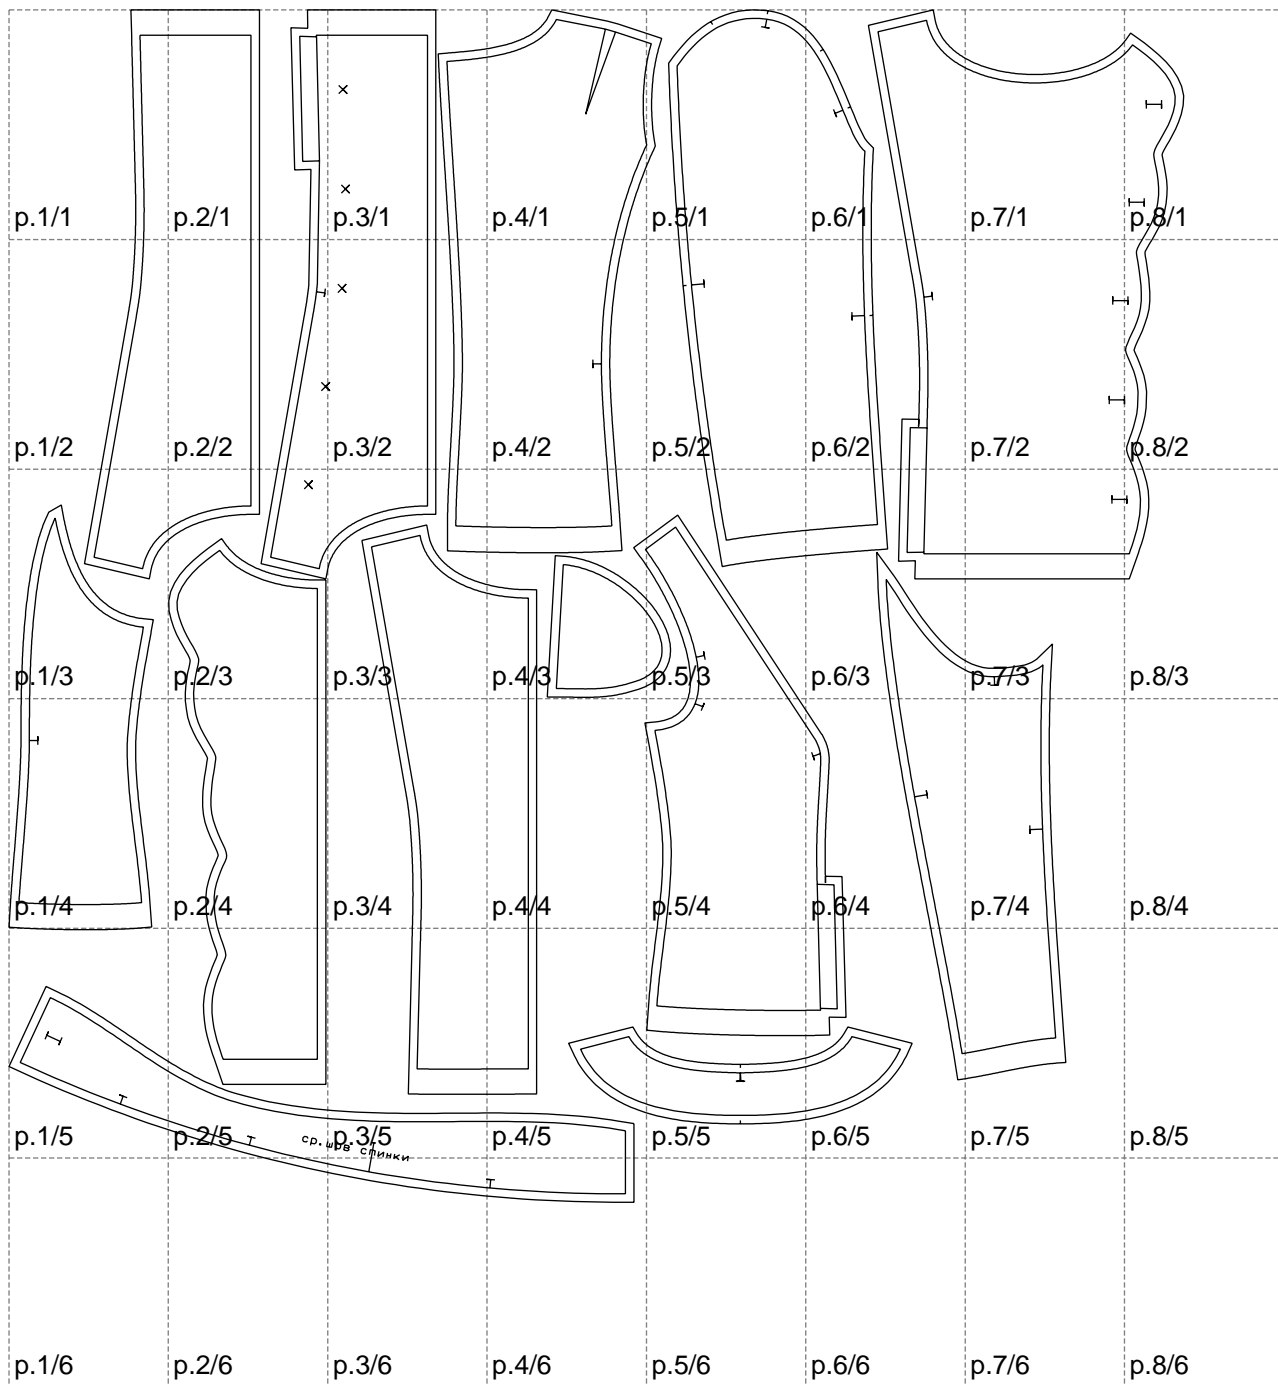 p.1/1 p.2/1 p.3/1 p.4/1 p.5/1 p.6/1 p.7/1 p.8/1
p.1/2 p.2/2 p.3/2 p.4/2 p.5/2 p.6/2 p.7/2 p.8/2
p.1/3 p.2/3 p.3/3 p.4/3 p.5/3 p.6/3 p.7/3 p.8/3
p.1/4 p.2/4 p.3/4 p.4/4 p.5/4 p.6/4 p.7/4 p.8/4
p.1/5 p.2/5 p.3/5 p.4/5 p.5/5 p.6/5 p.7/5 p.8/5
ср.шов спинки
p.1/6 p.2/6 p.3/6 p.4/6 p.5/6 p.6/6 p.7/6 p.8/6